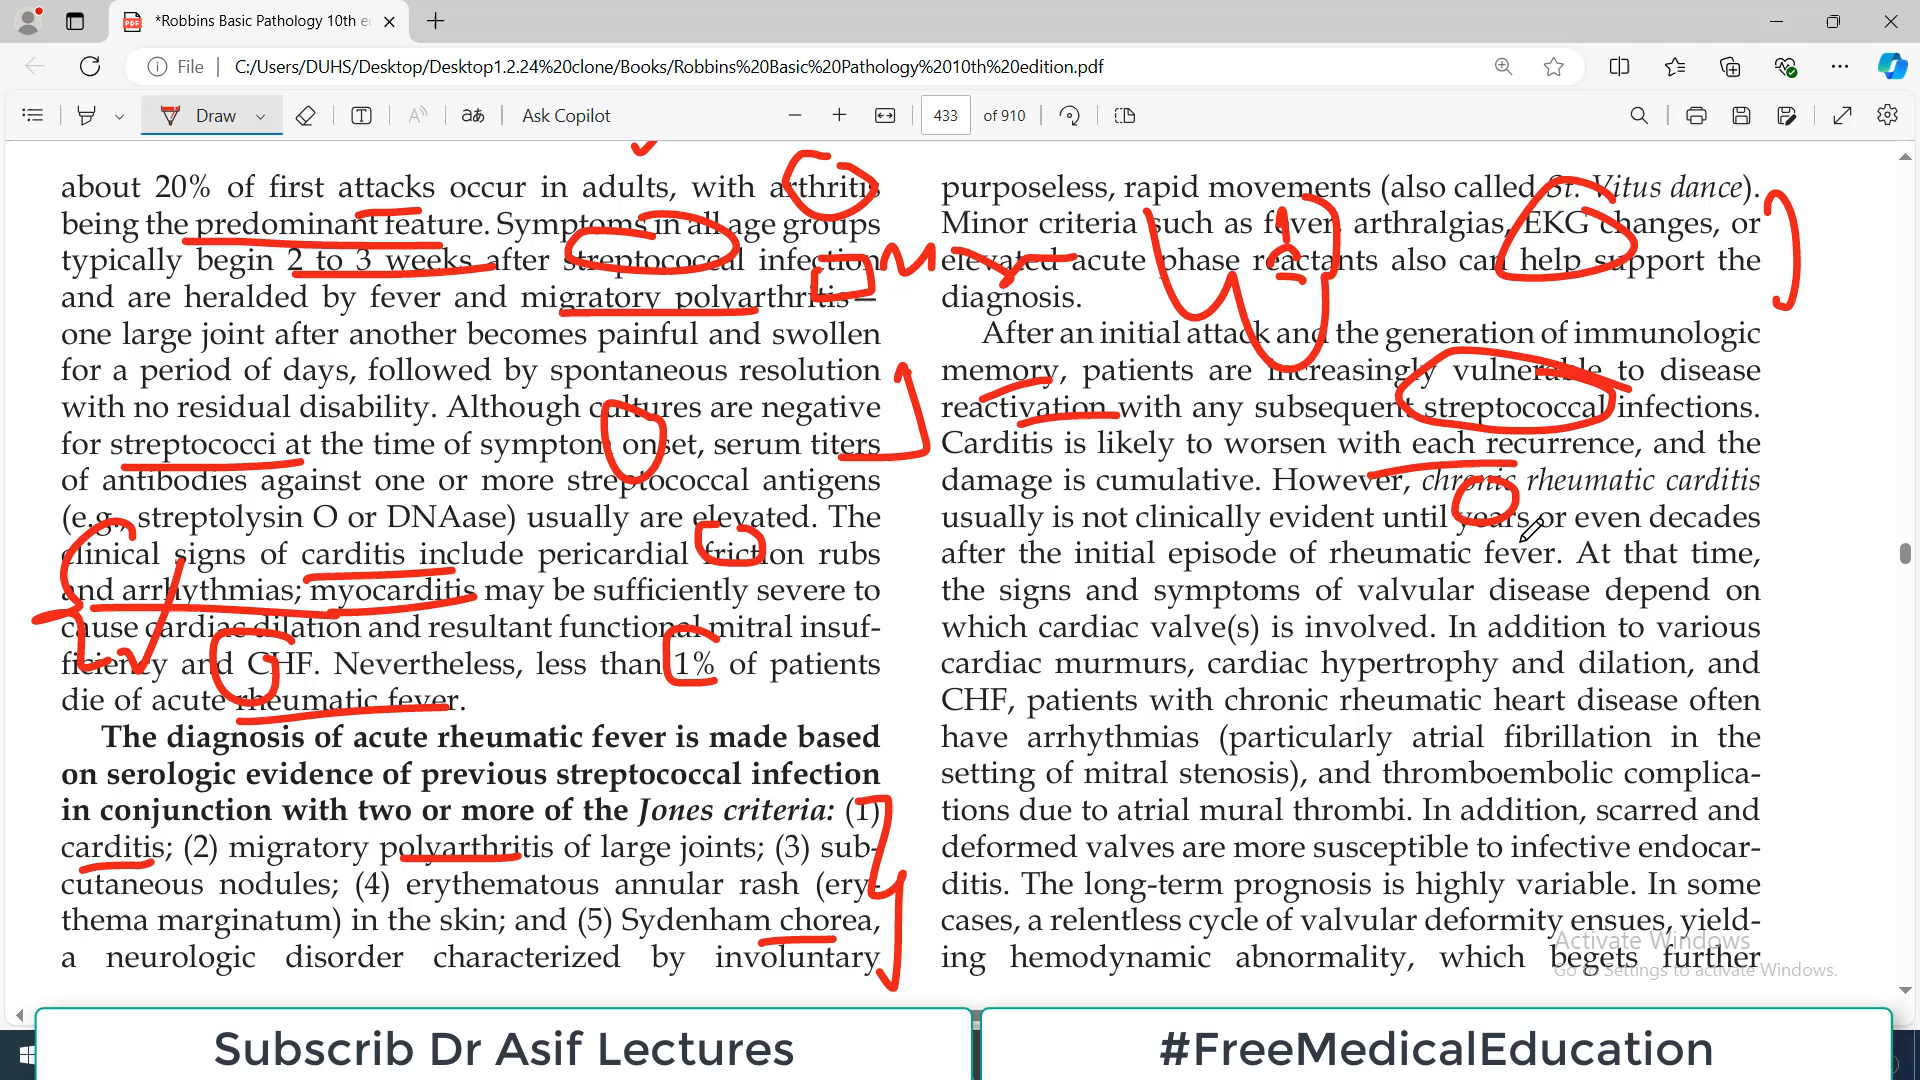 *Robbins Basic Pathology 10th e
File
C:/Users/DUHS/Desktop/Desktop1.2.24%20clone/Books/Robbins%20Basic%20Pathology%2010th%20edition.pdf
Draw
Ask Copilot
433 of 910
about 20% of first attacks occur in adults, with arthritis
being the predominant feature. Symptoms in all age groups
typically begin 2 to 3 weeks after streptococcal infection
and are heralded by fever and migratory polyarthritis—
one large joint after another becomes painful and swollen
for a period of days, followed by spontaneous resolution
with no residual disability. Although cultures are negative
for streptococci at the time of symptom onset, serum titers
of antibodies against one or more streptococcal antigens
(e.g., streptolysin O or DNAase) usually are elevated. The
clinical signs of carditis include pericardial friction rubs
and arrhythmias; myocarditis may be sufficiently severe to
cause cardiac dilation and resultant functional mitral insuf-
ficiency and CHF. Nevertheless, less than 1% of patients
die of acute rheumatic fever.
The diagnosis of acute rheumatic fever is made based
on serologic evidence of previous streptococcal infection
in conjunction with two or more of the Jones criteria: (1)
carditis; (2) migratory polyarthritis of large joints; (3) sub-
cutaneous nodules; (4) erythematous annular rash (ery-
thema marginatum) in the skin; and (5) Sydenham chorea,
a neurologic disorder characterized by involuntary
purposeless, rapid movements (also called St. Vitus dance).
Minor criteria such as fever, arthralgias, EKG changes, or
elevated acute phase reactants also can help support the
diagnosis.
After an initial attack and the generation of immunologic
memory, patients are increasingly vulnerable to disease
reactivation with any subsequent streptococcal infections.
Carditis is likely to worsen with each recurrence, and the
damage is cumulative. However, chronic rheumatic carditis
usually is not clinically evident until years or even decades
after the initial episode of rheumatic fever. At that time,
the signs and symptoms of valvular disease depend on
which cardiac valve(s) is involved. In addition to various
cardiac murmurs, cardiac hypertrophy and dilation, and
CHF, patients with chronic rheumatic heart disease often
have arrhythmias (particularly atrial fibrillation in the
setting of mitral stenosis), and thromboembolic complica-
tions due to atrial mural thrombi. In addition, scarred and
deformed valves are more susceptible to infective endocar-
ditis. The long-term prognosis is highly variable. In some
cases, a relentless cycle of valvular deformity ensues, yield-
ing hemodynamic abnormality, which begets further
Activate Windows
Go to Settings to activate Windows.
Subscrib Dr Asif Lectures
#FreeMedicalEducation